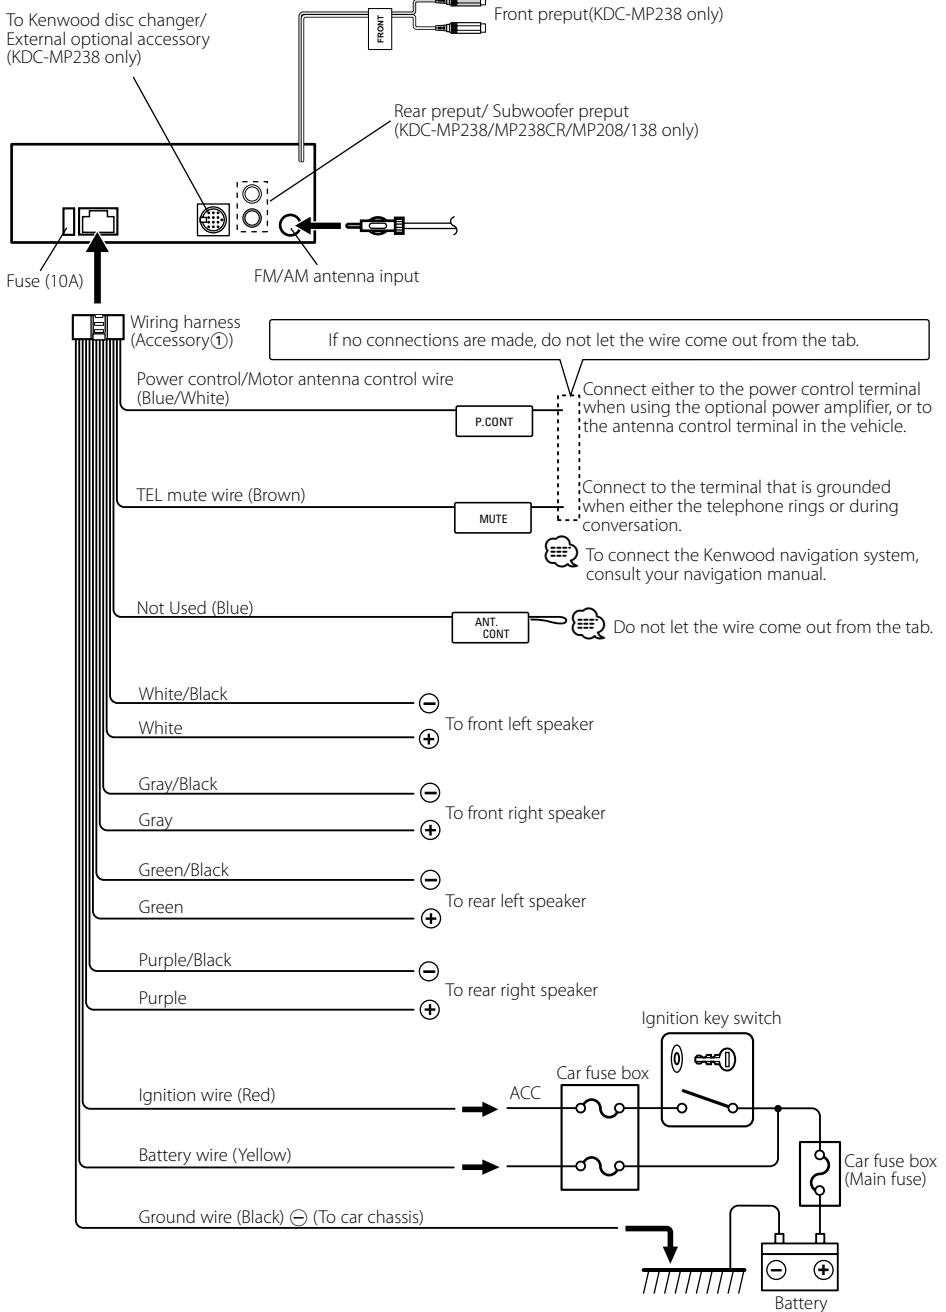 To Kenwood disc changer/
External optional accessory
(KDC-MP238 only)
FRONT
Front preput(KDC-MP238 only)
Rear preput/ Subwoofer preput
(KDC-MP238/MP238CR/MP208/138 only)
Fuse (10A)
FM/AM antenna input
Wiring harness
(Accessory①)
If no connections are made, do not let the wire come out from the tab.
Power control/Motor antenna control wire
(Blue/White)
P.CONT
Connect either to the power control terminal
when using the optional power amplifier, or to
the antenna control terminal in the vehicle.
TEL mute wire (Brown)
MUTE
Connect to the terminal that is grounded
when either the telephone rings or during
conversation.
To connect the Kenwood navigation system,
consult your navigation manual.
Not Used (Blue)
ANT.
CONT
Do not let the wire come out from the tab.
White/Black
⊖
White
⊕
To front left speaker
Gray/Black
⊖
Gray
⊕
To front right speaker
Green/Black
⊖
Green
⊕
To rear left speaker
Purple/Black
⊖
Purple
⊕
To rear right speaker
Ignition key switch
Car fuse box
Ignition wire (Red)
ACC
Battery wire (Yellow)
Car fuse box
(Main fuse)
Ground wire (Black) ⊖ (To car chassis)
⊖ ⊕
Battery